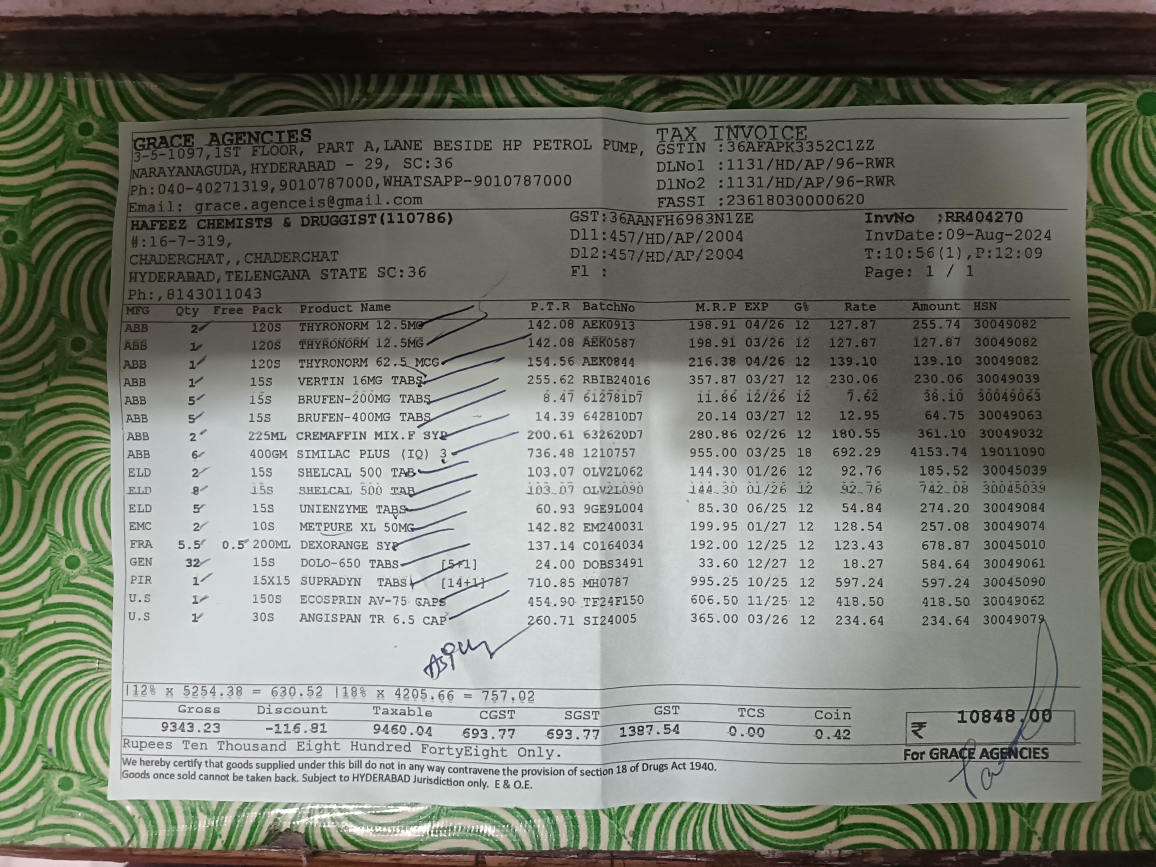 GRACE AGENCIES
3-5-1097,1ST FLOOR, PART A,LANE BESIDE HP PETROL PUMP,
NARAYANAGUDA,HYDERABAD - 29, SC:36
Ph:040-40271319,9010787000,WHATSAPP-9010787000
Email: grace.agenceis@gmail.com
TAX INVOICE
GSTIN :36AFAPK3352C1ZZ
DLNo1 :1131/HD/AP/96-RWR
DlNo2 :1131/HD/AP/96-RWR
FASSI :23618030000620
HAFEEZ CHEMISTS & DRUGGIST(110786)
#:16-7-319,
CHADERGHAT,,CHADERGHAT
HYDERABAD,TELENGANA STATE SC:36
Ph:,8143011043
GST:36AANFH6983N1ZE
Dl1:457/HD/AP/2004
Dl2:457/HD/AP/2004
Fl :
InvNo :RR404270
InvDate:09-Aug-2024
T:10:56(1),P:12:09
Page: 1 / 1
MFG Qty Free Pack Product Name P.T.R BatchNo M.R.P EXP G% Rate Amount HSN
ABB 2 120S THYRONORM 12.5MG 142.08 AEK0913 198.91 04/26 12 127.87 255.74 30049082
ABB 1 120S THYRONORM 12.5MG 142.08 AEK0587 198.91 03/26 12 127.87 127.87 30049082
ABB 1 120S THYRONORM 62.5 MCG 154.56 AEK0844 216.38 04/26 12 139.10 139.10 30049082
ABB 1 15S VERTIN 16MG TABS 255.62 RBIB24016 357.87 03/27 12 230.06 230.06 30049039
ABB 5 15S BRUFEN-200MG TABS 8.47 612781D7 11.86 12/26 12 7.62 38.10 30049063
ABB 5 15S BRUFEN-400MG TABS 14.39 642810D7 20.14 03/27 12 12.95 64.75 30049063
ABB 2 225ML CREMAFFIN MIX.F SYP 200.61 632620D7 280.86 02/26 12 180.55 361.10 30049032
ABB 6 400GM SIMILAC PLUS (IQ) 3 736.48 1210757 955.00 03/25 18 692.29 4153.74 19011090
ELD 2 15S SHELCAL 500 TAB 103.07 OLV2L062 144.30 01/26 12 92.76 185.52 30045039
ELD 8 15S SHELCAL 500 TAB 103.07 OLV2L090 144.30 01/26 12 92.76 742.08 30045039
ELD 5 15S UNIENZYME TABS 60.93 9GE9L004 85.30 06/25 12 54.84 274.20 30049084
EMC 2 10S METPURE XL 50MG 142.82 EM240031 199.95 01/27 12 128.54 257.08 30049074
FRA 5.5 0.5 200ML DEXORANGE SYP 137.14 C0164034 192.00 12/25 12 123.43 678.87 30045010
GEN 32 15S DOLO-650 TABS [5+1] 24.00 DOBS3491 33.60 12/27 12 18.27 584.64 30049061
PIR 1 15X15 SUPRADYN TABS [14+1] 710.85 MH0787 995.25 10/25 12 597.24 597.24 30045090
U.S 1 150S ECOSPRIN AV-75 CAPS 454.90 TF24F150 606.50 11/25 12 418.50 418.50 30049062
U.S 1 30S ANGISPAN TR 6.5 CAP 260.71 SI24005 365.00 03/26 12 234.64 234.64 30049079
|12% X 5254.38 = 630.52 |18% X 4205.66 = 757.02
Gross Discount Taxable CGST SGST GST TCS Coin
9343.23 -116.81 9460.04 693.77 693.77 1387.54 0.00 0.42
₹ 10848.00
Rupees Ten Thousand Eight Hundred FortyEight Only.
For GRACE AGENCIES
We hereby certify that goods supplied under this bill do not in any way contravene the provision of section 18 of Drugs Act 1940.
Goods once sold cannot be taken back. Subject to HYDERABAD Jurisdiction only. E & O.E.